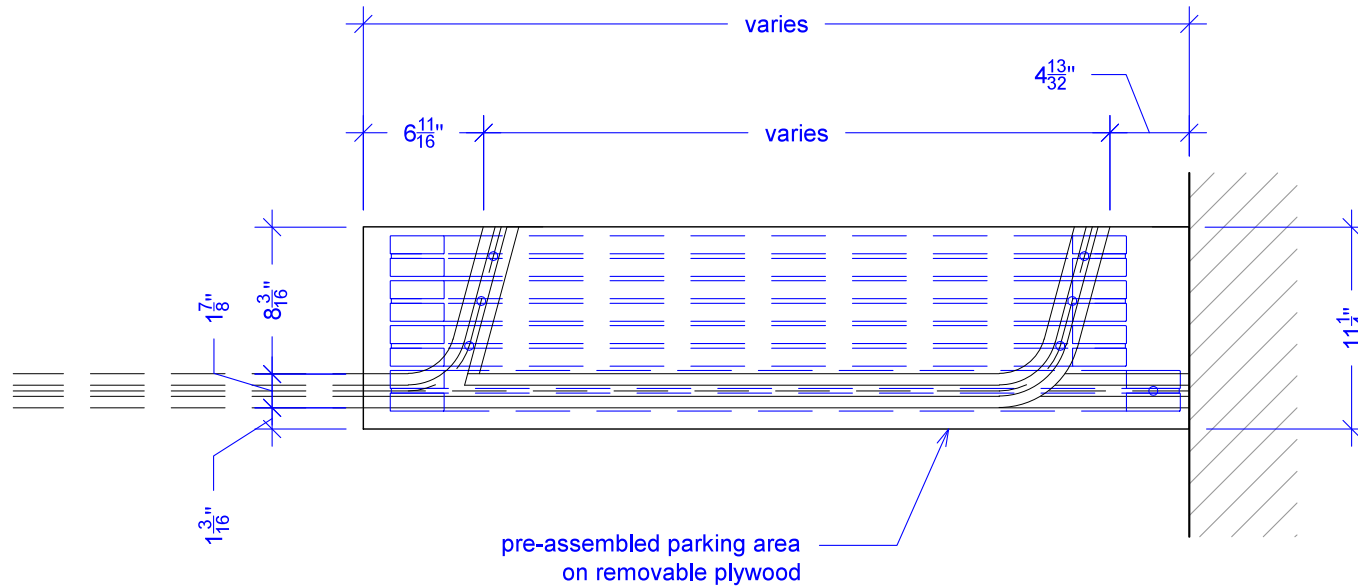 varies
4 13/32"
6 11/16"
varies
1 7/8"
8 3/16"
11 1/4"
1 3/16"
pre-assembled parking area
on removable plywood